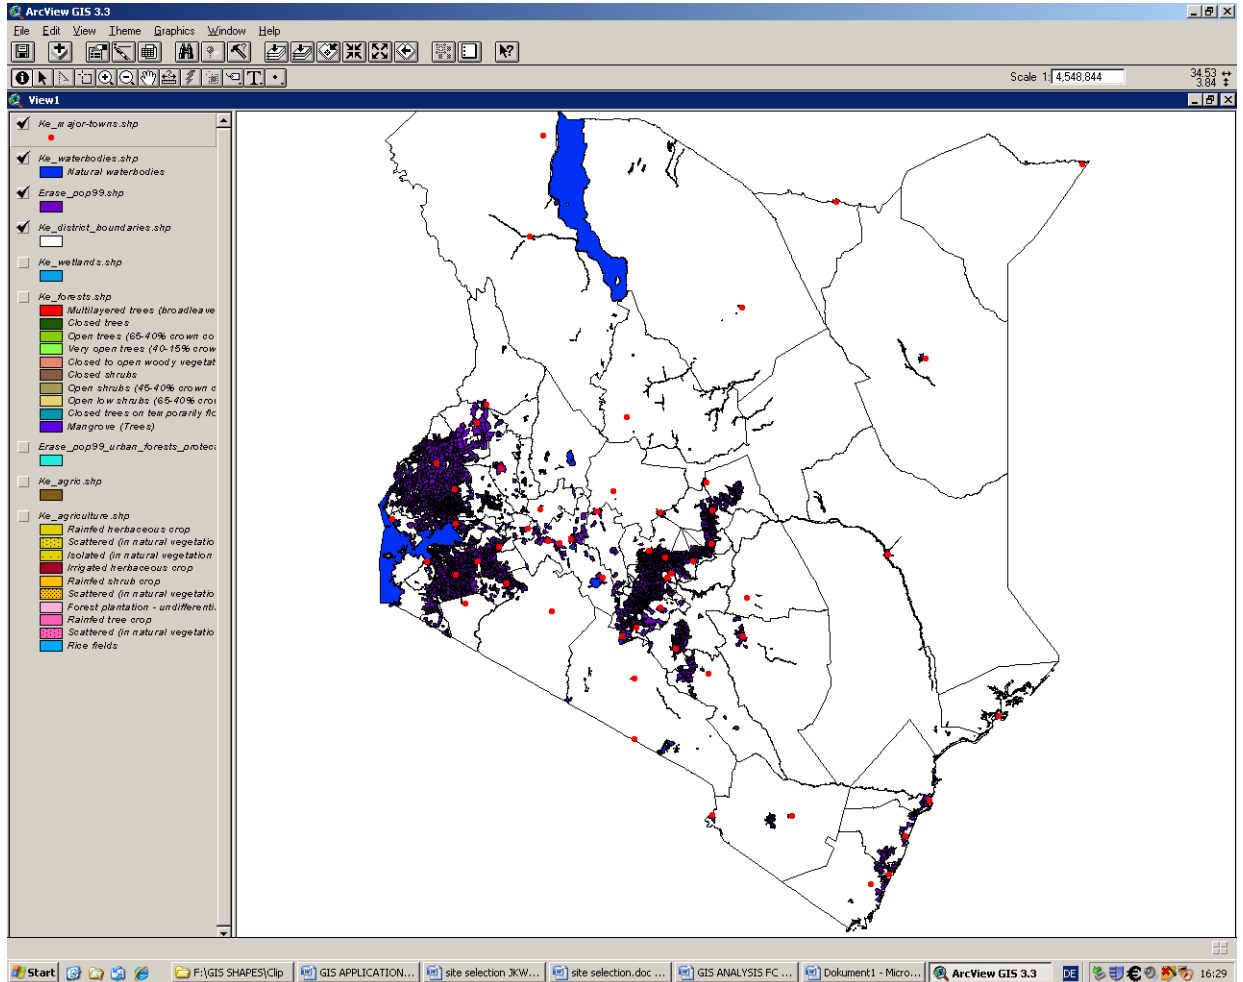 ArcView GIS 3.3
File Edit View Theme Graphics Window Help
Scale 1: 4,548,844
34.53
3.84
View1
Ke_major-towns.shp
Ke_waterbodies.shp
Natural waterbodies
Erase_pop99.shp
Ke_district_boundaries.shp
Ke_wetlands.shp
Ke_forests.shp
Multilayered trees (broadleave
Closed trees
Open trees (65-40% crown co
Very open trees (40-15% crow
Closed to open woody vegetat
Closed shrubs
Open shrubs (45-40% crown c
Open low shrubs (65-40% crow
Closed trees on temporarily flo
Mangrove (Trees)
Erase_pop99_urban_forests_protec
Ke_agric.shp
Ke_agriculture.shp
Rainfed herbaceous crop
Scattered (in natural vegetatio
Isolated (in natural vegetation
Irrigated herbaceous crop
Rainfed shrub crop
Scattered (in natural vegetatio
Forest plantation - undifferenti
Rainfed tree crop
Scattered (in natural vegetatio
Rice fields
Start F:\GIS SHAPES\Clip GIS APPLICATION... site selection JKW... site selection.doc ... GIS ANALYSIS FC ... Dokument1 - Micro... ArcView GIS 3.3 DE 16:29